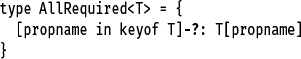 type AllRequired<T> = {
  [propname in keyof T]-?: T[propname]
}